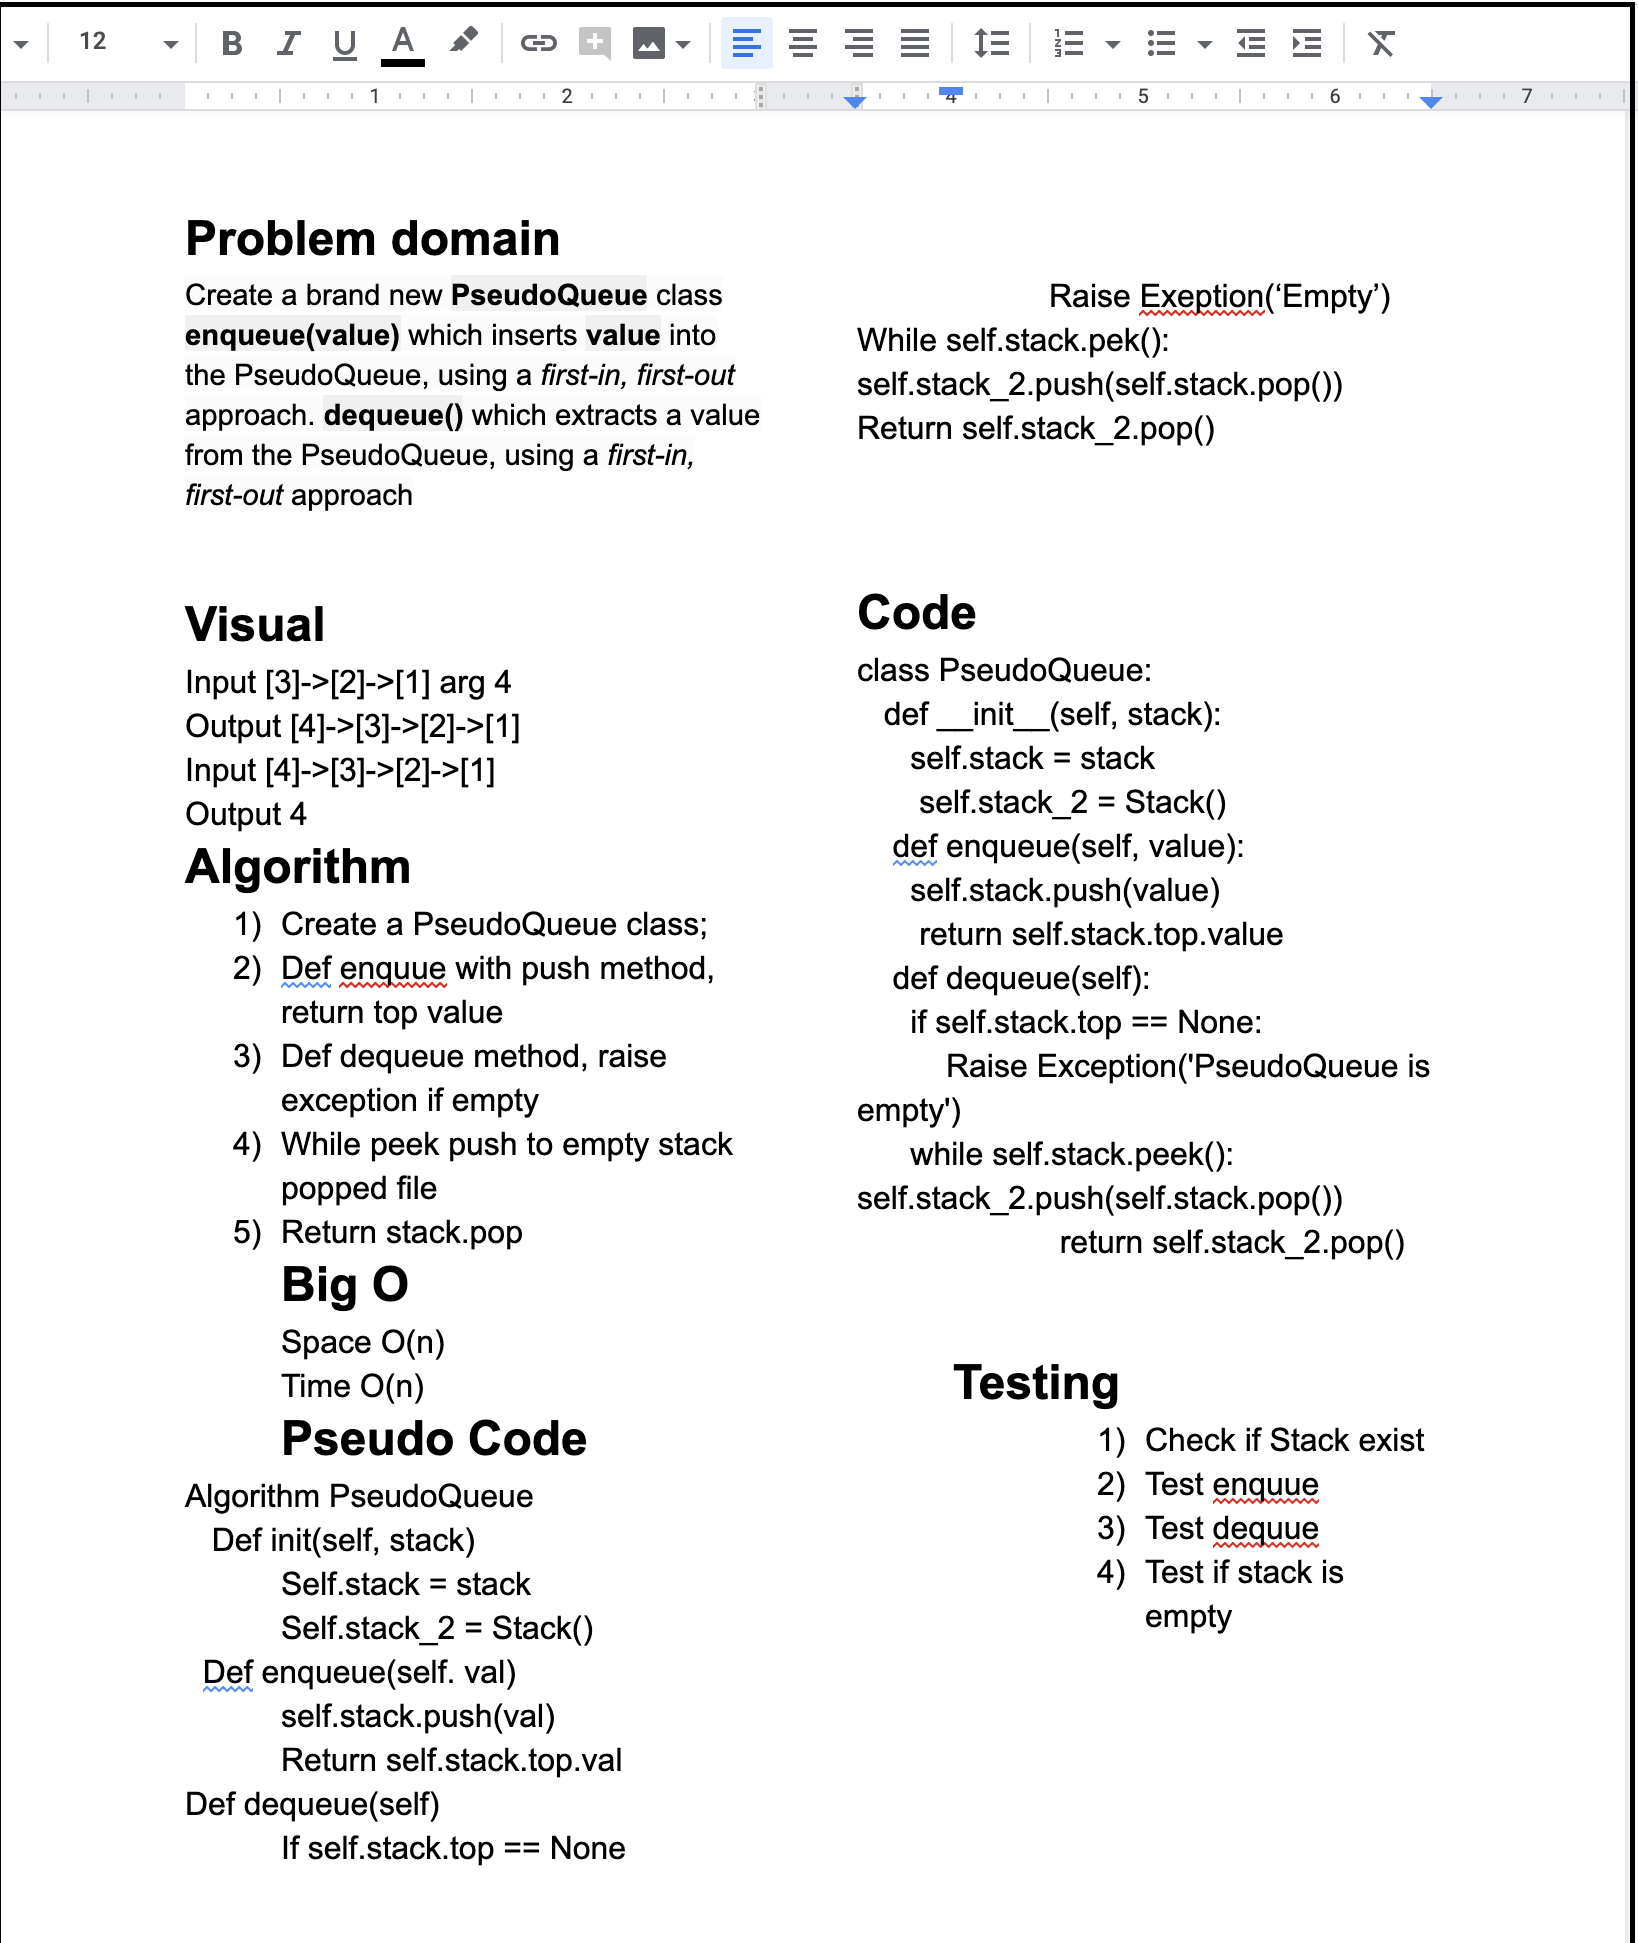 12
B I U A
1 2 4 5 6 7
Problem domain
Create a brand new PseudoQueue class
enqueue(value) which inserts value into
the PseudoQueue, using a first-in, first-out
approach. dequeue() which extracts a value
from the PseudoQueue, using a first-in,
first-out approach
Visual
Input [3]->[2]->[1] arg 4
Output [4]->[3]->[2]->[1]
Input [4]->[3]->[2]->[1]
Output 4
Algorithm
1) Create a PseudoQueue class;
2) Def enquue with push method,
return top value
3) Def dequeue method, raise
exception if empty
4) While peek push to empty stack
popped file
5) Return stack.pop
Big O
Space O(n)
Time O(n)
Pseudo Code
Algorithm PseudoQueue
Def init(self, stack)
Self.stack = stack
Self.stack_2 = Stack()
Def enqueue(self. val)
self.stack.push(val)
Return self.stack.top.val
Def dequeue(self)
If self.stack.top == None
Raise Exeption(‘Empty’)
While self.stack.pek():
self.stack_2.push(self.stack.pop())
Return self.stack_2.pop()
Code
class PseudoQueue:
def __init__(self, stack):
self.stack = stack
self.stack_2 = Stack()
def enqueue(self, value):
self.stack.push(value)
return self.stack.top.value
def dequeue(self):
if self.stack.top == None:
Raise Exception('PseudoQueue is
empty')
while self.stack.peek():
self.stack_2.push(self.stack.pop())
return self.stack_2.pop()
Testing
1) Check if Stack exist
2) Test enquue
3) Test dequue
4) Test if stack is
empty